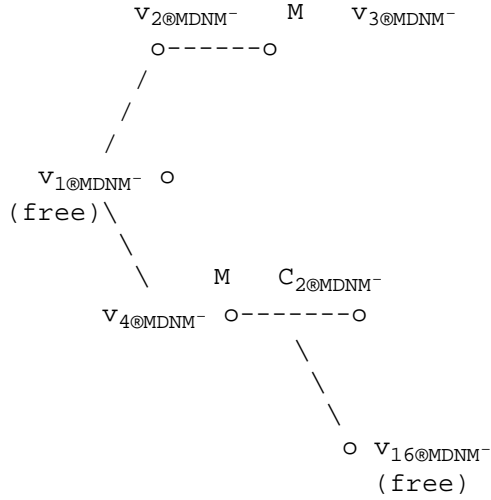 v2®MDNM¯ M v3®MDNM¯
o------o
/
/
/
v1®MDNM¯ o
(free)\
\
\
M C2®MDNM¯
v4®MDNM¯ o-------o
\
\
\
o v16®MDNM¯
(free)